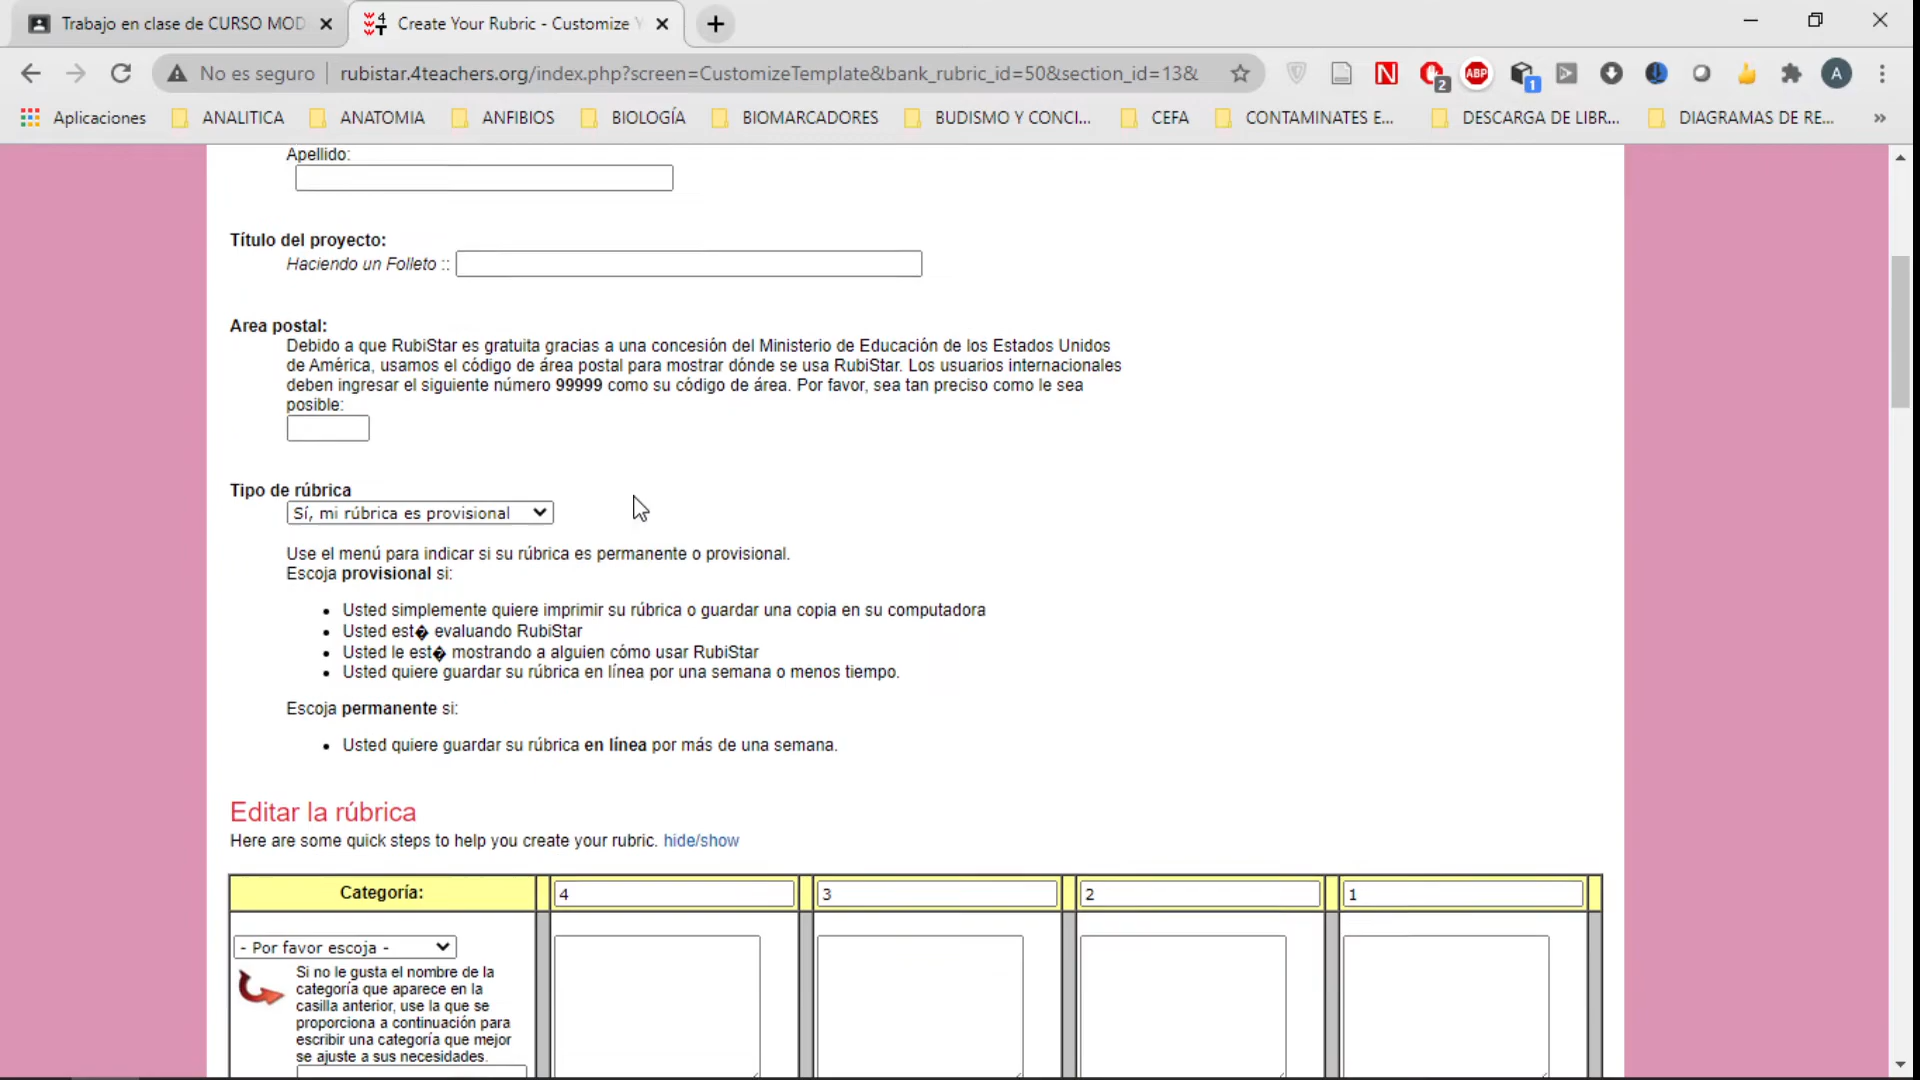 Trabajo en clase de CURSO MOD
Create Your Rubric - Customize Y
No es seguro
rubistar.4teachers.org/index.php?screen=CustomizeTemplate&bank_rubric_id=50&section_id=13&
N
2
ABP
1
A
Aplicaciones
ANALITICA
ANATOMIA
ANFIBIOS
BIOLOGÍA
BIOMARCADORES
BUDISMO Y CONCI...
CEFA
CONTAMINATES E...
DESCARGA DE LIBR...
DIAGRAMAS DE RE...
»
Apellido:
Título del proyecto:
Haciendo un Folleto ::
Area postal:
Debido a que RubiStar es gratuita gracias a una concesión del Ministerio de Educación de los Estados Unidos
de América, usamos el código de área postal para mostrar dónde se usa RubiStar. Los usuarios internacionales
deben ingresar el siguiente número 99999 como su código de área. Por favor, sea tan preciso como le sea
posible:
Tipo de rúbrica
Sí, mi rúbrica es provisional
Use el menú para indicar si su rúbrica es permanente o provisional.
Escoja provisional si:
• Usted simplemente quiere imprimir su rúbrica o guardar una copia en su computadora
• Usted est� evaluando RubiStar
• Usted le est� mostrando a alguien cómo usar RubiStar
• Usted quiere guardar su rúbrica en línea por una semana o menos tiempo.
Escoja permanente si:
• Usted quiere guardar su rúbrica en línea por más de una semana.
Editar la rúbrica
Here are some quick steps to help you create your rubric. hide/show
Categoría:
4
3
2
1
- Por favor escoja -
Si no le gusta el nombre de la
categoría que aparece en la
casilla anterior, use la que se
proporciona a continuación para
escribir una categoría que mejor
se ajuste a sus necesidades.